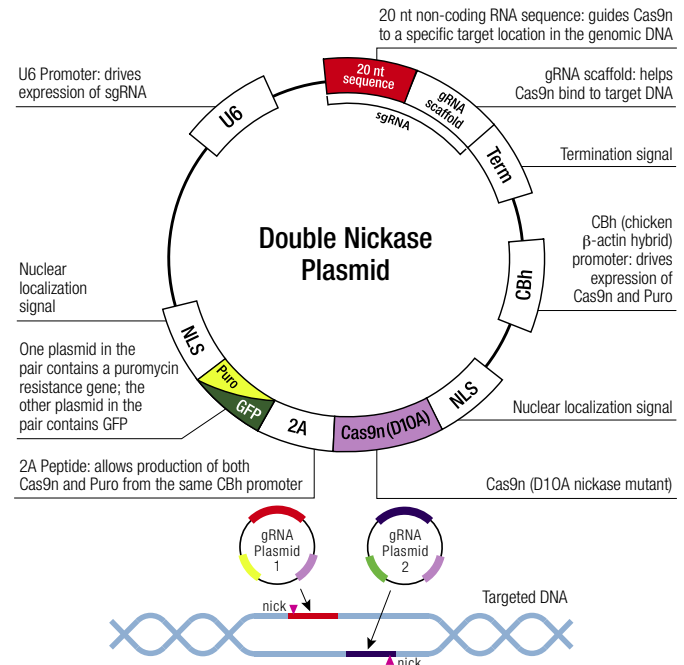 20 nt non-coding RNA sequence: guides Cas9n
to a specific target location in the genomic DNA
U6 Promoter: drives
expression of sgRNA
gRNA scaffold: helps
Cas9n bind to target DNA
20 nt
sequence
gRNA
scaffold
sgRNA
U6
Term
Termination signal
Double Nickase
Plasmid
CBh (chicken
β-actin hybrid)
promoter: drives
expression of
Cas9n and Puro
CBh
Nuclear
localization
signal
NLS
One plasmid in the
pair contains a puromycin
resistance gene; the
other plasmid in the
pair contains GFP
Puro
GFP
2A
Cas9n (D10A)
NLS
Nuclear localization signal
2A Peptide: allows production of both
Cas9n and Puro from the same CBh promoter
Cas9n (D10A nickase mutant)
gRNA
Plasmid
1
gRNA
Plasmid
2
Targeted DNA
nick
nick